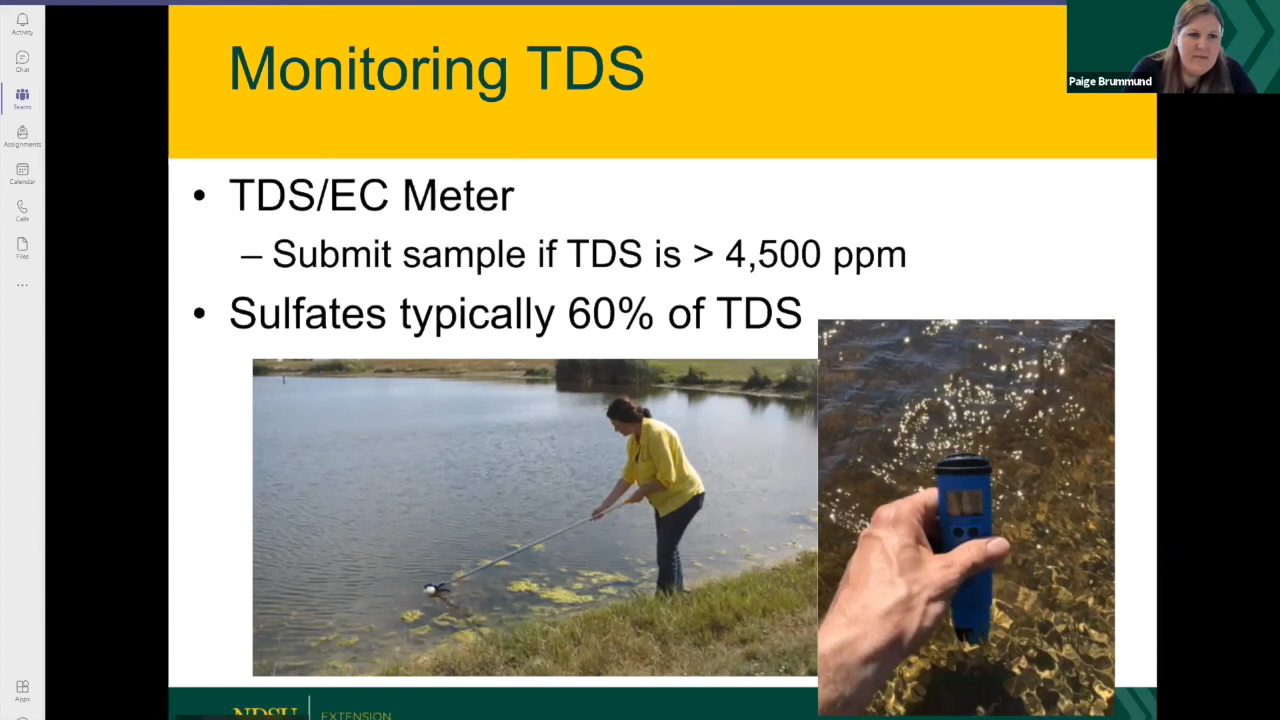 Activity
Chat
Teams
Assignments
Calendar
Calls
Files
...
Apps
Monitoring TDS
Paige Brummund
• TDS/EC Meter
– Submit sample if TDS is > 4,500 ppm
• Sulfates typically 60% of TDS
NDSU EXTENSION